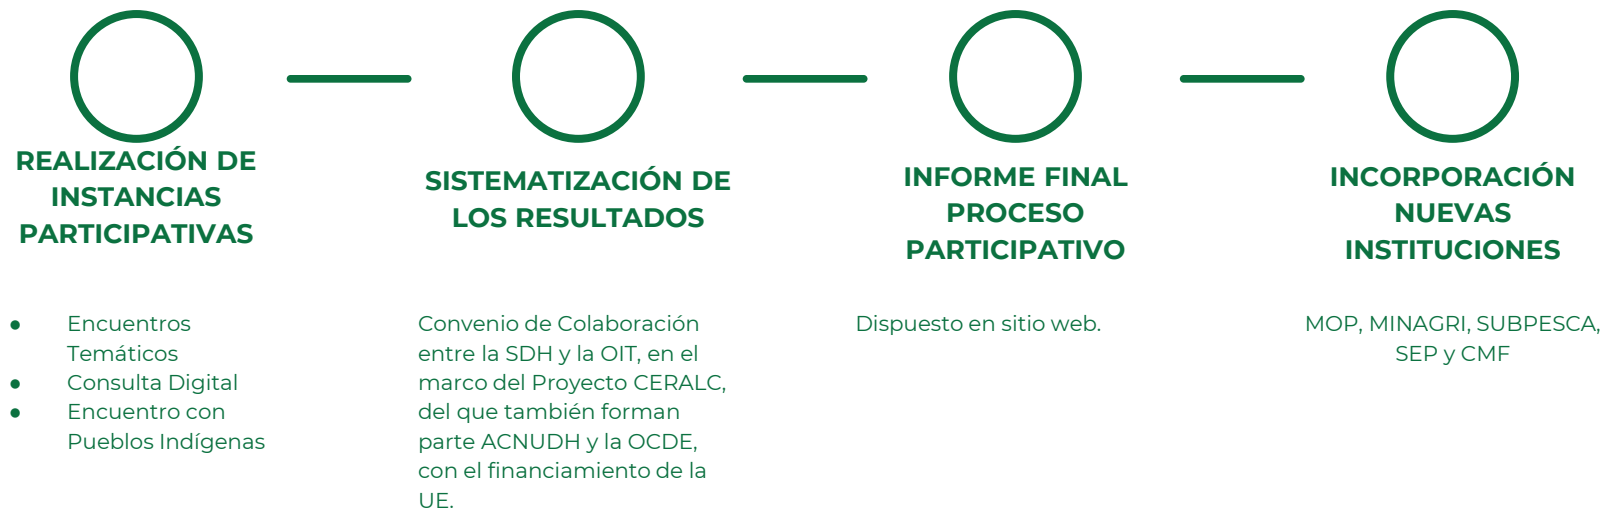 REALIZACIÓN DE
INSTANCIAS
PARTICIPATIVAS
● Encuentros
Temáticos
● Consulta Digital
● Encuentro con
Pueblos Indígenas
SISTEMATIZACIÓN DE
LOS RESULTADOS
Convenio de Colaboración
entre la SDH y la OIT, en el
marco del Proyecto CERALC,
del que también forman
parte ACNUDH y la OCDE,
con el financiamiento de la
UE.
INFORME FINAL
PROCESO
PARTICIPATIVO
Dispuesto en sitio web.
INCORPORACIÓN
NUEVAS
INSTITUCIONES
MOP, MINAGRI, SUBPESCA,
SEP y CMF